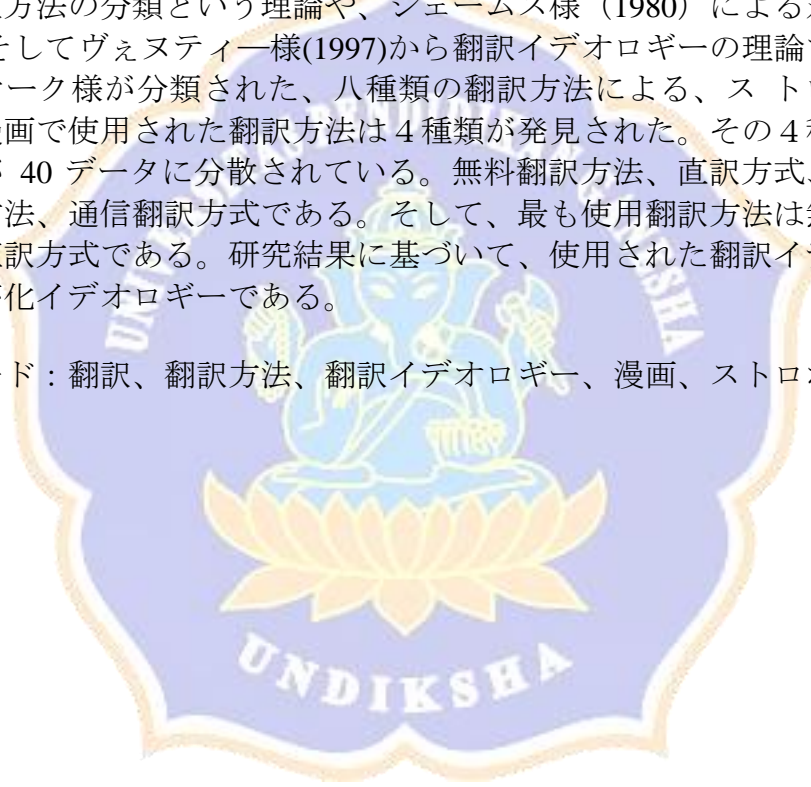 方法の分類という理論や、ジェームス様（1980）による
そしてヴェヌティ―様(1997)から翻訳イデオロギーの理論
ーク様が分類された、八種類の翻訳方法による、ス ト
漫画で使用された翻訳方法は４種類が発見された。その４
40 データに分散されている。無料翻訳方法、直訳方式
方法、通信翻訳方式である。そして、最も使用翻訳方法は
直訳方式である。研究結果に基づいて、使用された翻訳イ
化イデオロギーである。
ド：翻訳、翻訳方法、翻訳イデオロギー、漫画、ストロ
UNDIKSHA